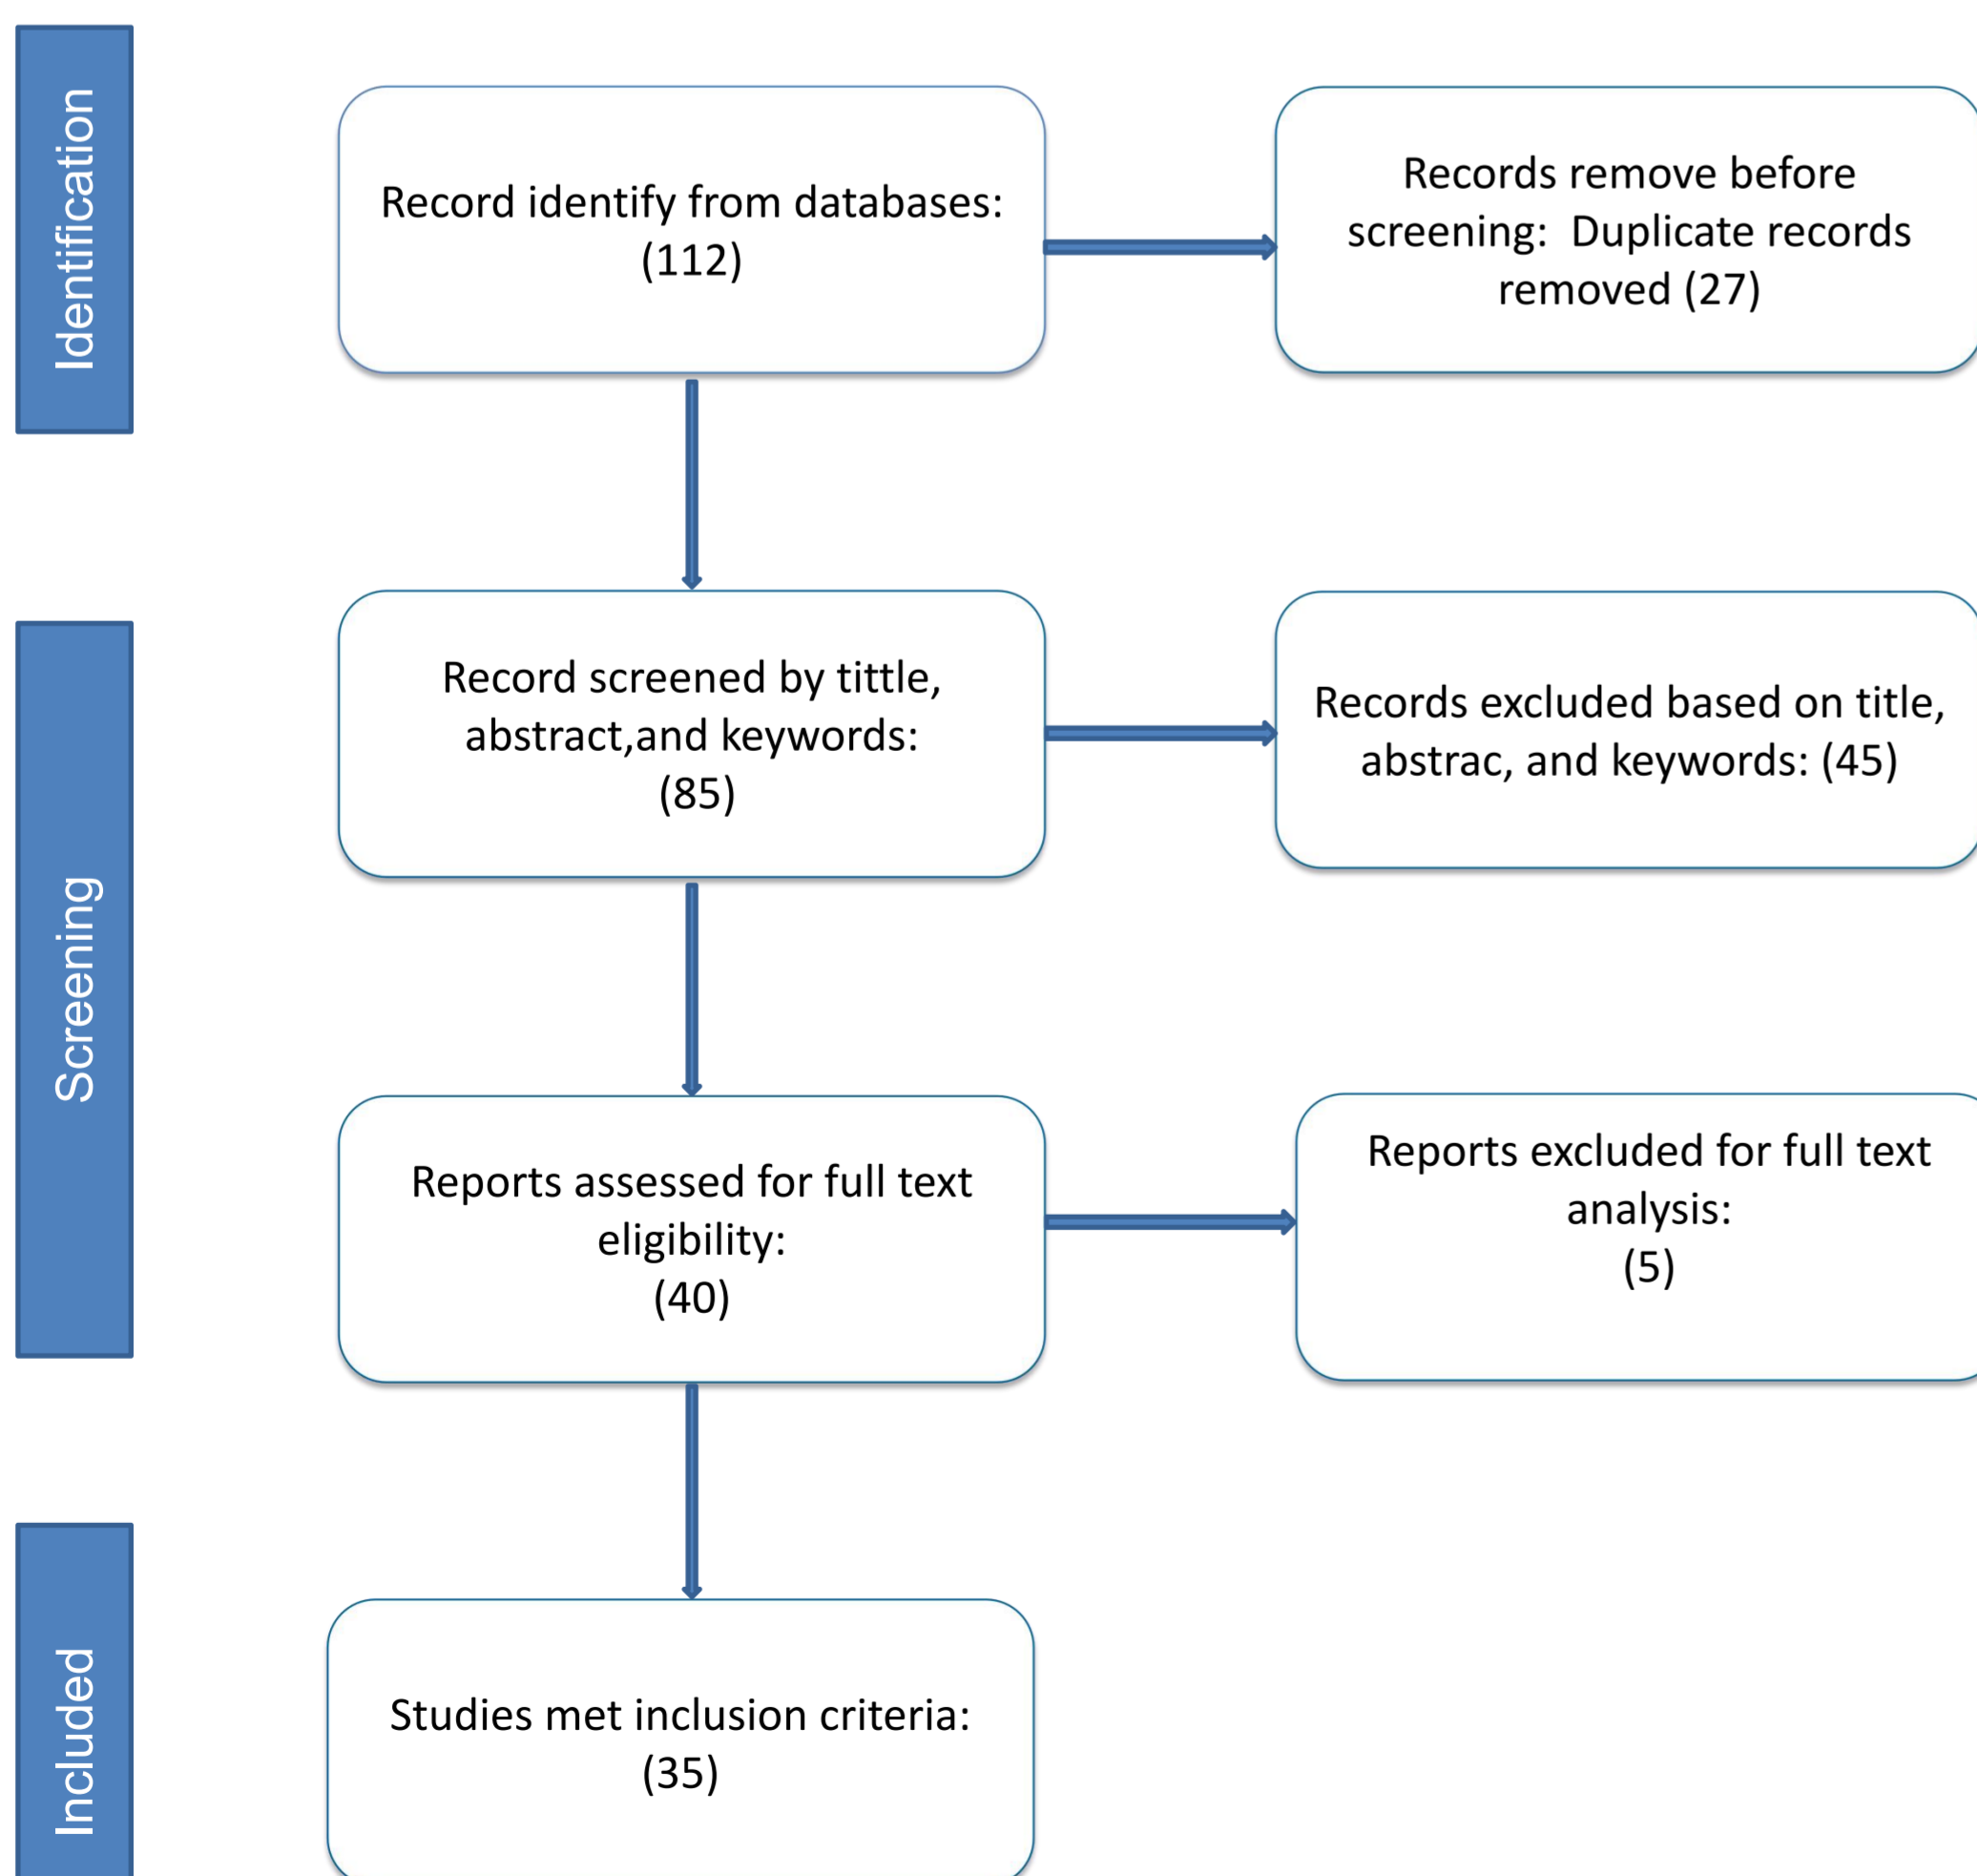 Identification
Record identify from databases:
(112)
Records remove before
screening:  Duplicate records
removed (27)
Screening
Record screened by tittle,
abstract,and keywords:
(85)
Records excluded based on title,
abstrac, and keywords: (45)
Reports assessed for full text
eligibility:
(40)
Reports excluded for full text
analysis:
(5)
Included
Studies met inclusion criteria:
(35)